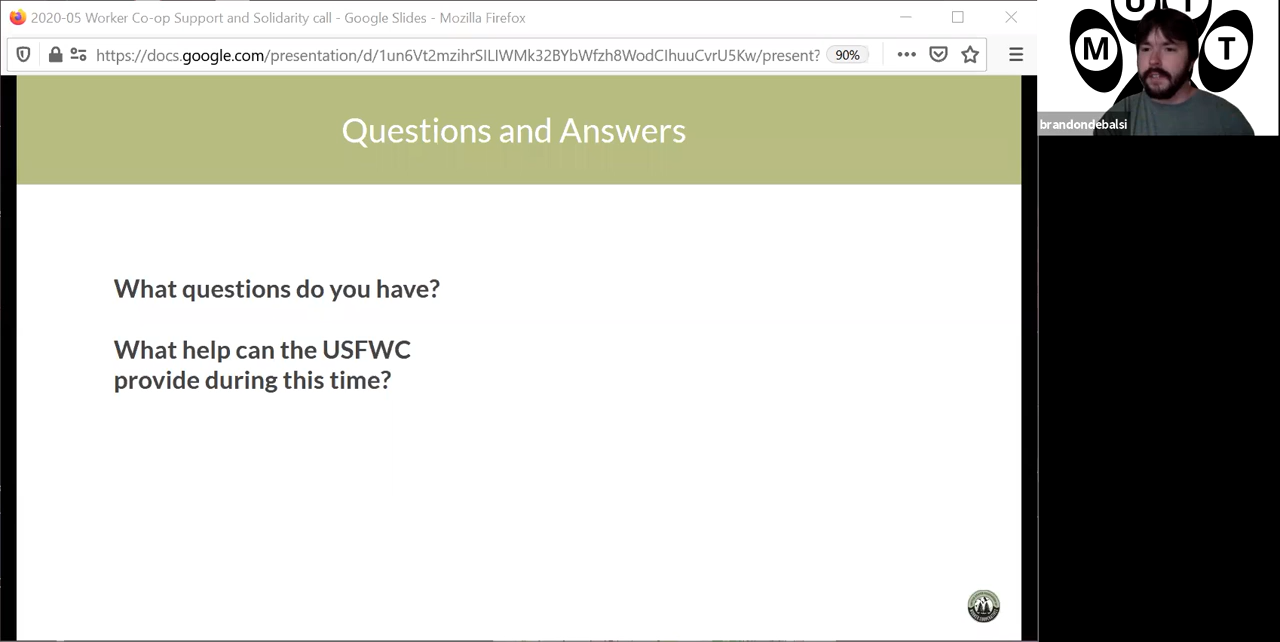 2020-05 Worker Co-op Support and Solidarity call - Google Slides - Mozilla Firefox
https://docs.google.com/presentation/d/1un6Vt2mzihrSILIWMk32BYbWfzh8WodCIhuuCvrU5Kw/present?
90%
Questions and Answers
What questions do you have?
What help can the USFWC
provide during this time?
M
T
brandondebalsi